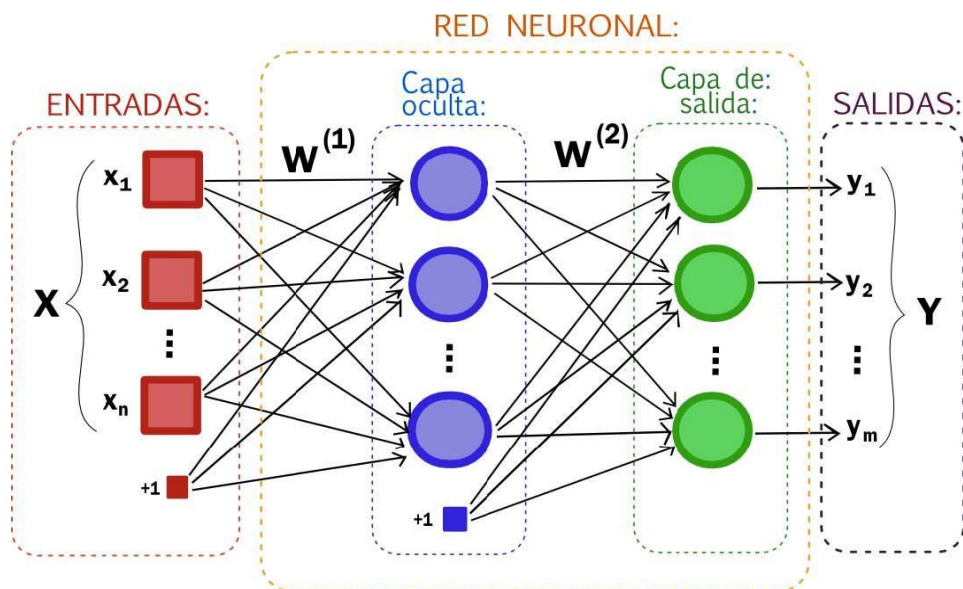 RED NEURONAL:
ENTRADAS:
Capa
oculta:
Capa de:
salida:
SALIDAS:
W(1)
W(2)
X
x1
x2
xn
+1
+1
y1
y2
ym
Y